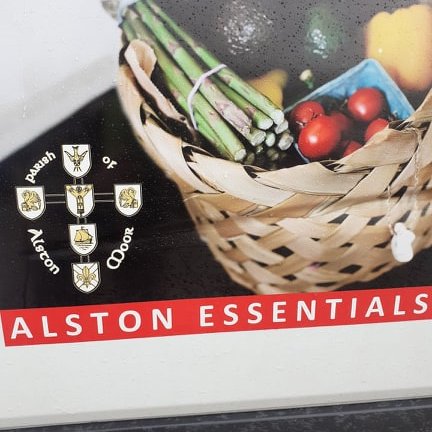 PARISH OF
Alston Moor
ALSTON ESSENTIALS